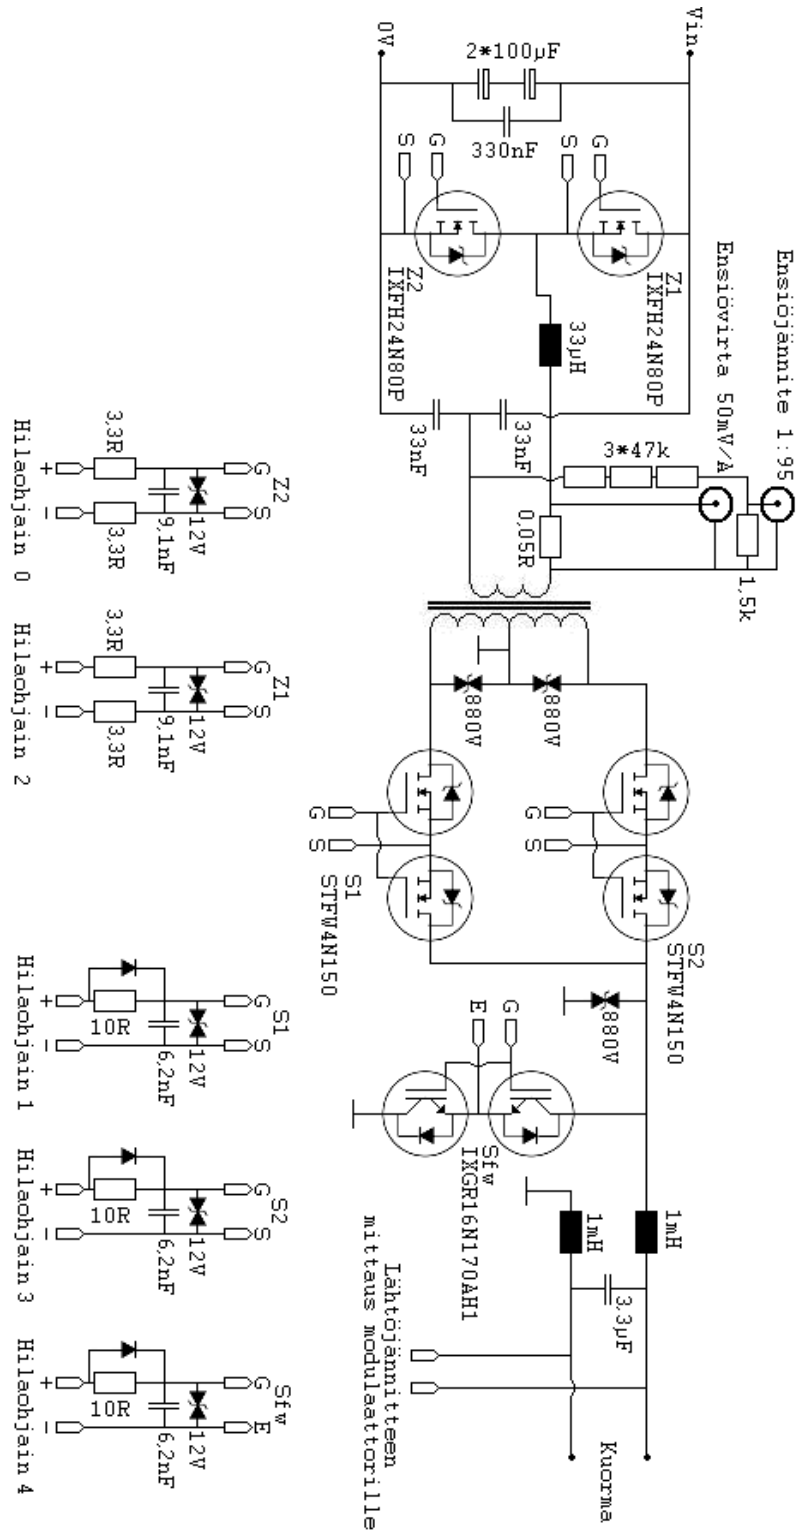 Vin
0V
2*100µF
330nF
G
S
G
S
Z1
IXFH24N80P
Z2
IXFH24N80P
33µH
33nF
33nF
Ensiöjännite 1:95
Ensiövirta 50mV/A
3*47k
1,5k
0,05R
880V
880V
G
S
S2
STFW4N150
G
S
S1
STFW4N150
880V
G
E
Sfw
IXGR16N170AH1
1mH
1mH
3,3µF
Kuorma
Lähtöjännitteen
mittaus modulaattorille
Z2
G
S
12V
9,1nF
3,3R
3,3R
+
-
Hilaohjain 0
Z1
G
S
12V
9,1nF
3,3R
3,3R
+
-
Hilaohjain 2
S1
G
S
12V
6,2nF
10R
+
-
Hilaohjain 1
S2
G
S
12V
6,2nF
10R
+
-
Hilaohjain 3
Sfw
G
E
12V
6,2nF
10R
+
-
Hilaohjain 4